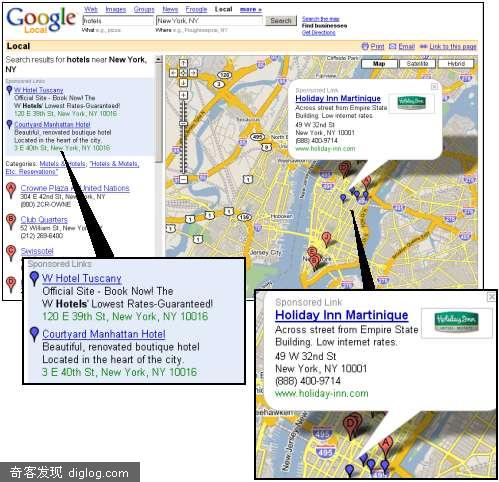 Google
Local
Web Images Groups News Froogle Local more »
hotels
New York, NY
Search
What e.g., pizza
Where e.g., Poughkeepsie, NY
Search the map
Find businesses
Get Directions
Local
Print Email Link to this page
Search results for hotels near New York,
NY
Sponsored Links
W Hotel Tuscany
Official Site - Book Now! The
W Hotels' Lowest Rates-Guaranteed!
120 E 39th St, New York, NY 10016
Courtyard Manhattan Hotel
Beautiful, renovated boutique hotel
Located in the heart of the city.
3 E 40th St, New York, NY 10016
Categories: Motels & Hotels, "Hotels & Motels,
Etc. Reservations"
A
Crowne Plaza At United Nations
304 E 42nd St, New York, NY
(800) 2CR-OWNE
B
Club Quarters
52 William St, New York, NY
(212) 269-6400
C
Swissotel
D
Map
Satellite
Hybrid
Sponsored Link
Holiday Inn Martinique
Across street from Empire State
Building. Low internet rates.
49 W 32nd St
New York, NY 10001
(888) 400-9714
www.holiday-inn.com
Holiday Inn
Cliffside Park
Hoboken
Jersey City
Sponsored Links
W Hotel Tuscany
Official Site - Book Now! The
W Hotels' Lowest Rates-Guaranteed!
120 E 39th St, New York, NY 10016
Courtyard Manhattan Hotel
Beautiful, renovated boutique hotel
Located in the heart of the city.
3 E 40th St, New York, NY 10016
Sponsored Link
Holiday Inn Martinique
Across street from Empire State
Building. Low internet rates.
49 W 32nd St
New York, NY 10001
(888) 400-9714
www.holiday-inn.com
Holiday Inn
D
A
495
495
奇客发现 diglog.com